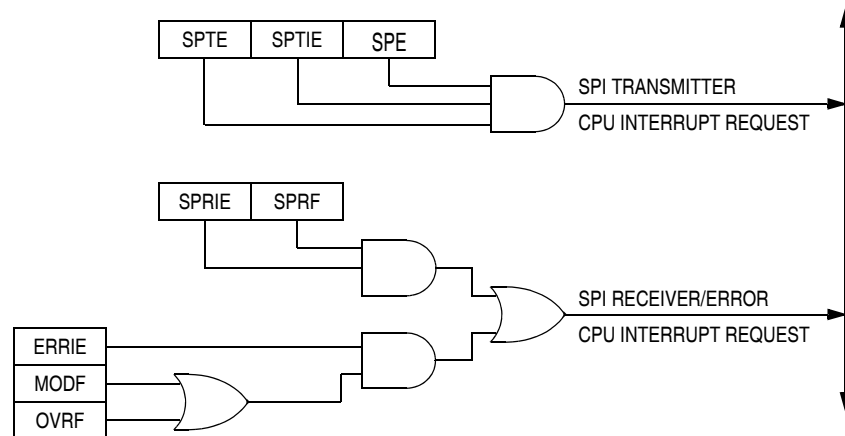 SPTE SPTIE SPE
SPI TRANSMITTER
CPU INTERRUPT REQUEST
SPRIE SPRF
SPI RECEIVER/ERROR
CPU INTERRUPT REQUEST
ERRIE
MODF
OVRF